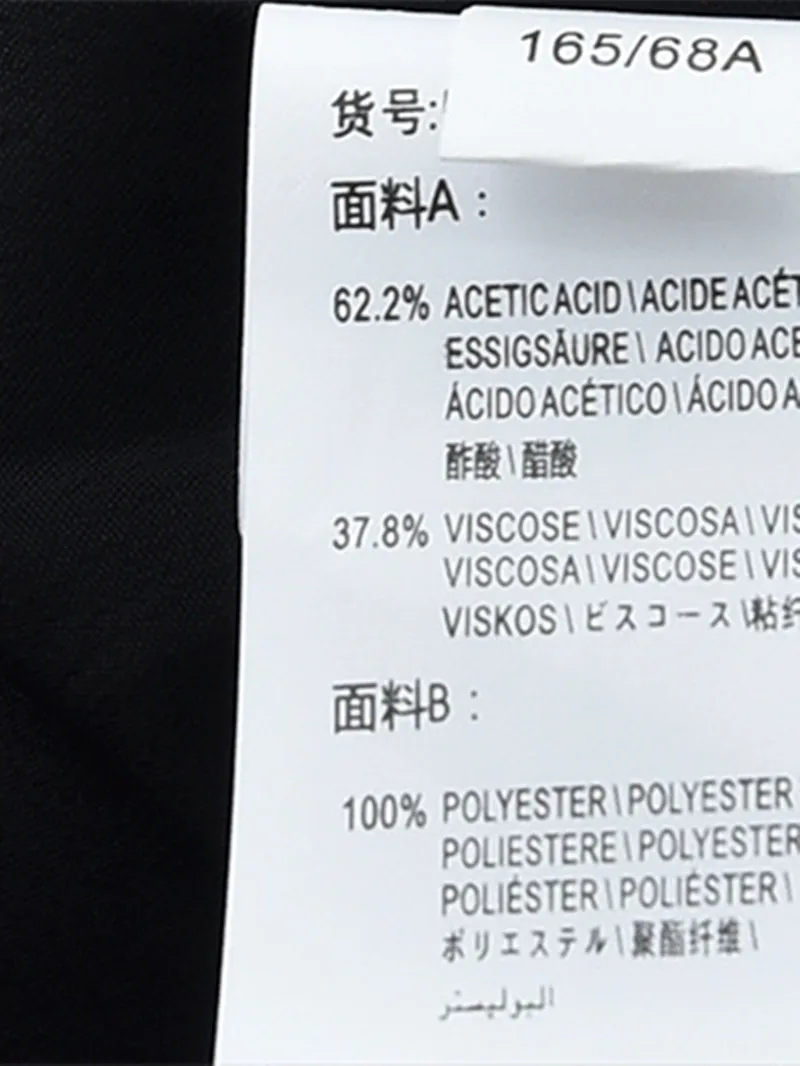 165/68A
货号:
面料A：
62.2% ACETIC ACID \ ACIDE ACÉT
ESSIGSÄURE \ ACIDO ACE
ÁCIDO ACÉTICO \ ÁCIDO A
酢酸 \ 醋酸
37.8% VISCOSE \ VISCOSA \ VIS
VISCOSA \ VISCOSE \ VIS
VISKOS \ ビスコース \ 粘纤
面料B：
100% POLYESTER \ POLYESTER
POLIESTERE \ POLYESTER
POLIÉSTER \ POLIÉSTER \
ポリエステル \ 聚酯纤维 \
البوليستر